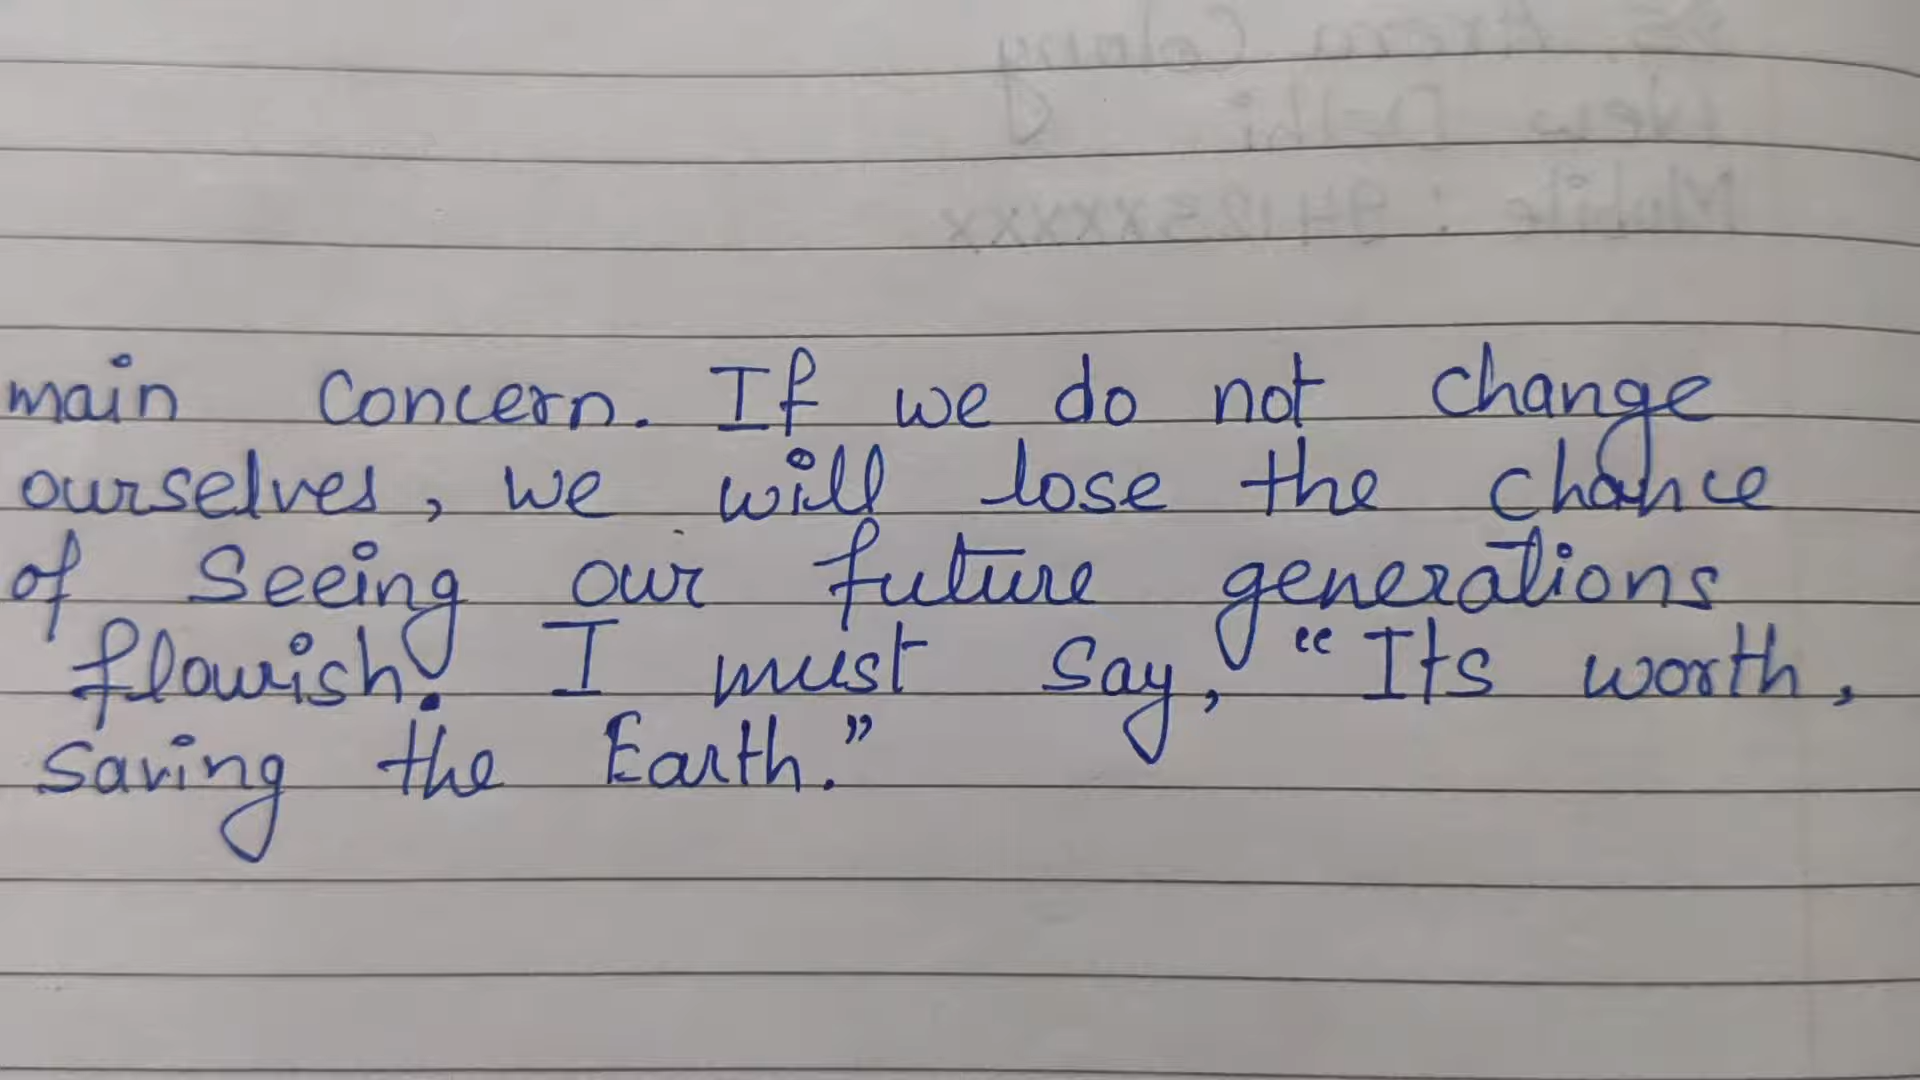 main concern. If we do not change
ourselves, we will lose the chance
of seeing our future generations
flourish. I must say, "Its worth,
saving the Earth."